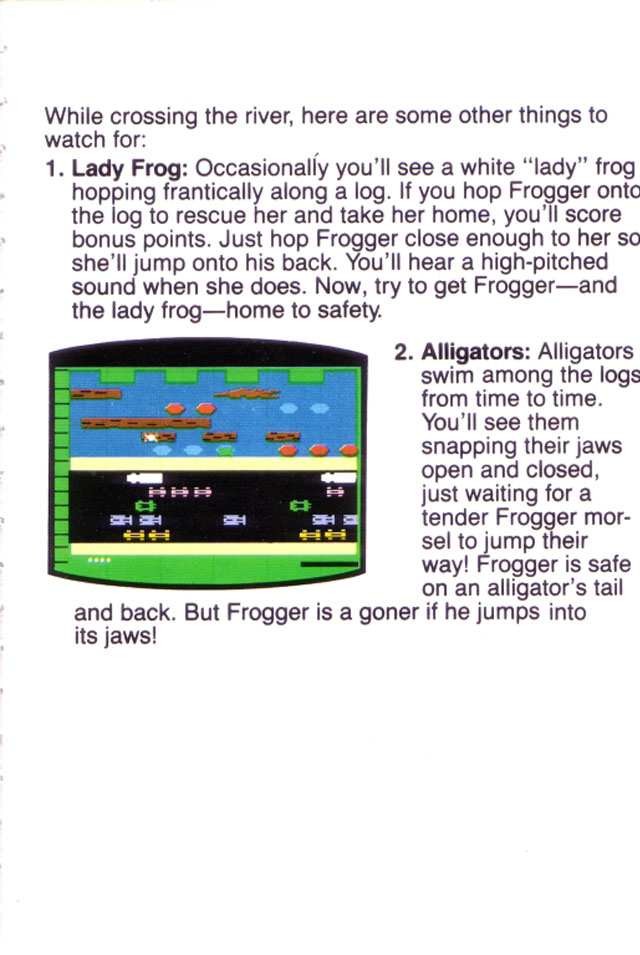 While crossing the river, here are some other things to
watch for:
1. Lady Frog: Occasionally you'll see a white "lady" frog
hopping frantically along a log. If you hop Frogger onto
the log to rescue her and take her home, you'll score
bonus points. Just hop Frogger close enough to her so
she'll jump onto his back. You'll hear a high-pitched
sound when she does. Now, try to get Frogger—and
the lady frog—home to safety.
2. Alligators: Alligators
swim among the logs
from time to time.
You'll see them
snapping their jaws
open and closed,
just waiting for a
tender Frogger mor-
sel to jump their
way! Frogger is safe
on an alligator's tail
and back. But Frogger is a goner if he jumps into
its jaws!